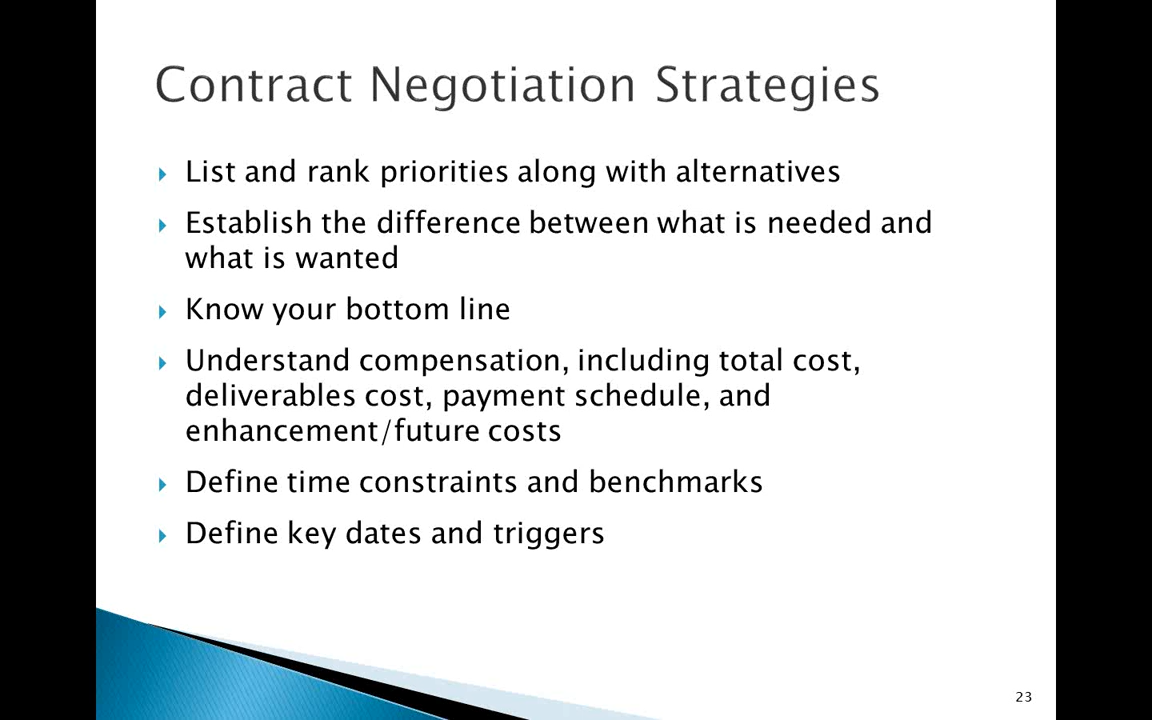 Contract Negotiation Strategies
List and rank priorities along with alternatives
Establish the difference between what is needed and
what is wanted
Know your bottom line
Understand compensation, including total cost,
deliverables cost, payment schedule, and
enhancement/future costs
Define time constraints and benchmarks
Define key dates and triggers
23